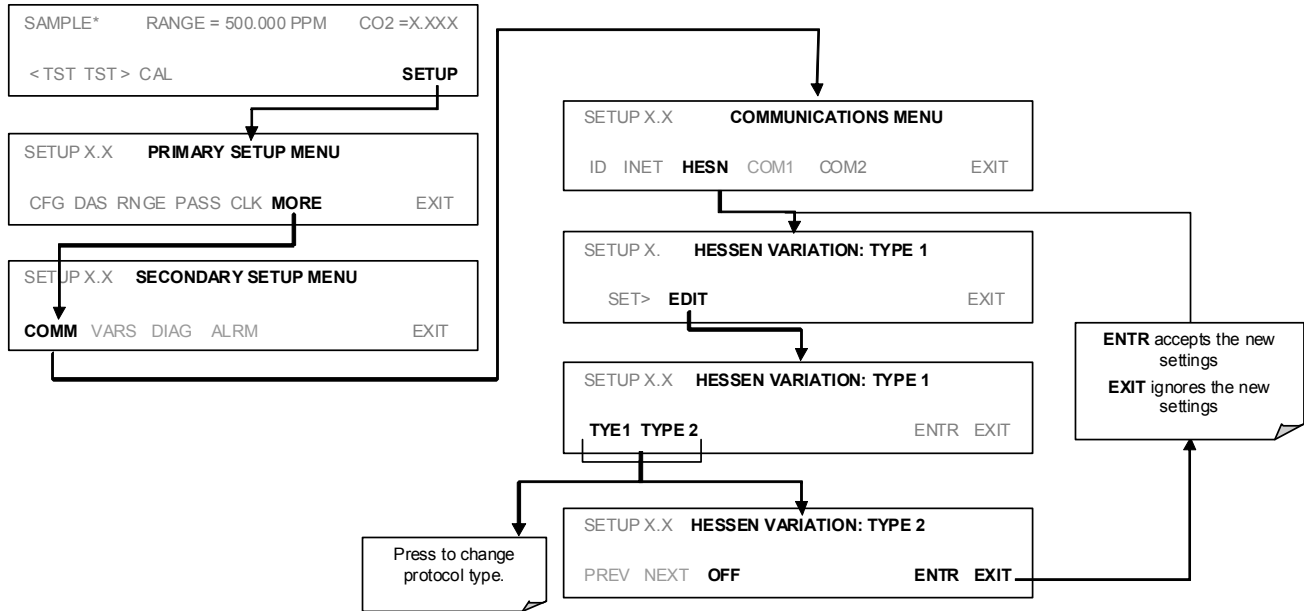 SAMPLE* RANGE = 500.000 PPM CO2 =X.XXX
< TST TST > CAL SETUP
SETUP X.X PRIMARY SETUP MENU
CFG DAS RNGE PASS CLK MORE EXIT
SETUP X.X SECONDARY SETUP MENU
COMM VARS DIAG ALRM EXIT
SETUP X.X COMMUNICATIONS MENU
ID INET HESN COM1 COM2 EXIT
SETUP X. HESSEN VARIATION: TYPE 1
SET> EDIT EXIT
SETUP X.X HESSEN VARIATION: TYPE 1
TYE1 TYPE 2 ENTR EXIT
Press to change
protocol type.
SETUP X.X HESSEN VARIATION: TYPE 2
PREV NEXT OFF ENTR EXIT
ENTR accepts the new
settings
EXIT ignores the new
settings